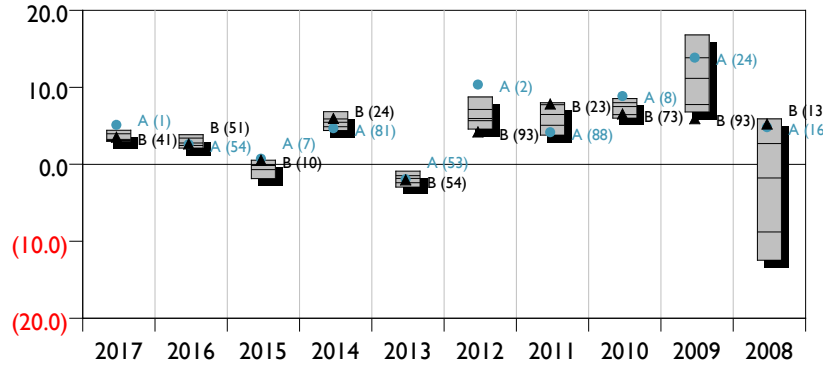 20.0
10.0
0.0
(10.0)
(20.0)
A (1)
B (41)
B (51)
A (54)
A (7)
B (10)
B (24)
A (81)
A (53)
B (54)
A (2)
B (93)
B (23)
A (88)
A (8)
B (73)
A (24)
B (93)
B (13
A (16
2017 2016 2015 2014 2013 2012 2011 2010 2009 2008